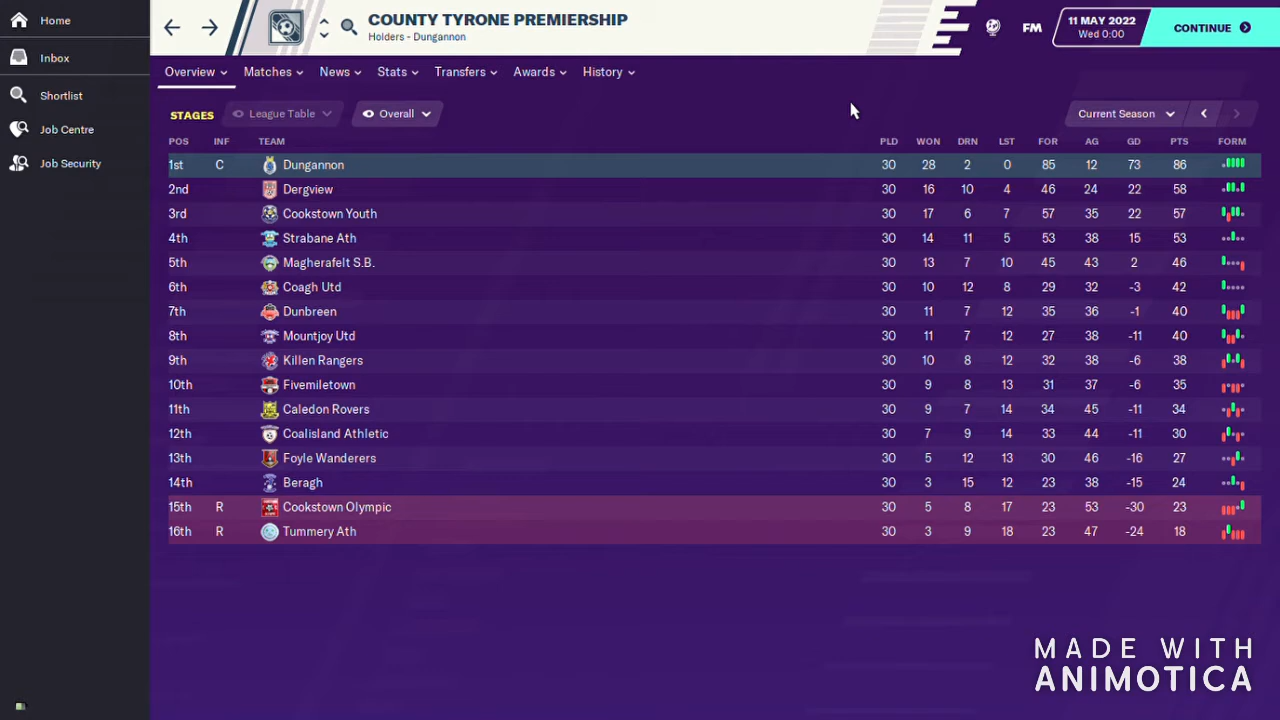 Home
Inbox
Shortlist
Job Centre
Job Security
COUNTY TYRONE PREMIERSHIP
Holders - Dungannon
FM
11 MAY 2022
Wed 0:00
CONTINUE
Overview Matches News Stats Transfers Awards History
STAGES League Table Overall Current Season
POS INF TEAM PLD WON DRN LST FOR AG GD PTS FORM
1st C Dungannon 30 28 2 0 85 12 73 86
2nd Dergview 30 16 10 4 46 24 22 58
3rd Cookstown Youth 30 17 6 7 57 35 22 57
4th Strabane Ath 30 14 11 5 53 38 15 53
5th Magherafelt S.B. 30 13 7 10 45 43 2 46
6th Coagh Utd 30 10 12 8 29 32 -3 42
7th Dunbreen 30 11 7 12 35 36 -1 40
8th Mountjoy Utd 30 11 7 12 27 38 -11 40
9th Killen Rangers 30 10 8 12 32 38 -6 38
10th Fivemiletown 30 9 8 13 31 37 -6 35
11th Caledon Rovers 30 9 7 14 34 45 -11 34
12th Coalisland Athletic 30 7 9 14 33 44 -11 30
13th Foyle Wanderers 30 5 12 13 30 46 -16 27
14th Beragh 30 3 15 12 23 38 -15 24
15th R Cookstown Olympic 30 5 8 17 23 53 -30 23
16th R Tummery Ath 30 3 9 18 23 47 -24 18
MADE WITH
ANIMOTICA